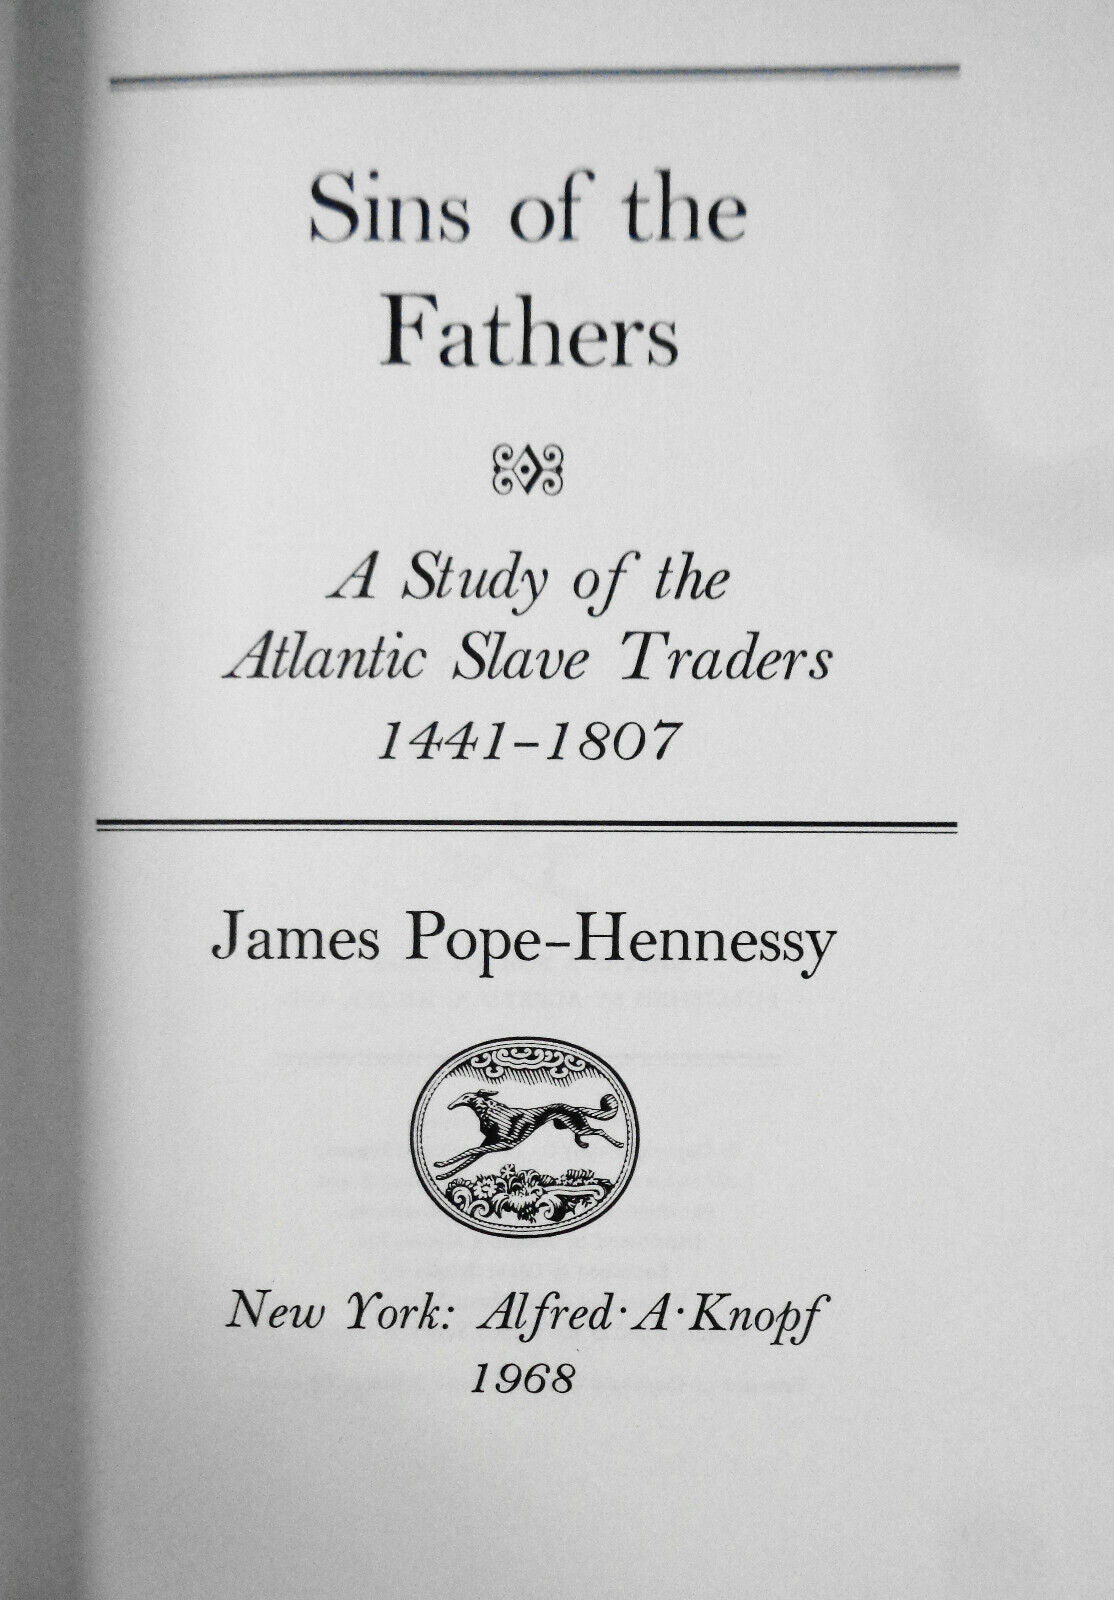 Sins of the
Fathers
A Study of the
Atlantic Slave Traders
1441–1807
James Pope-Hennessy
New York: Alfred·A·Knopf
1968